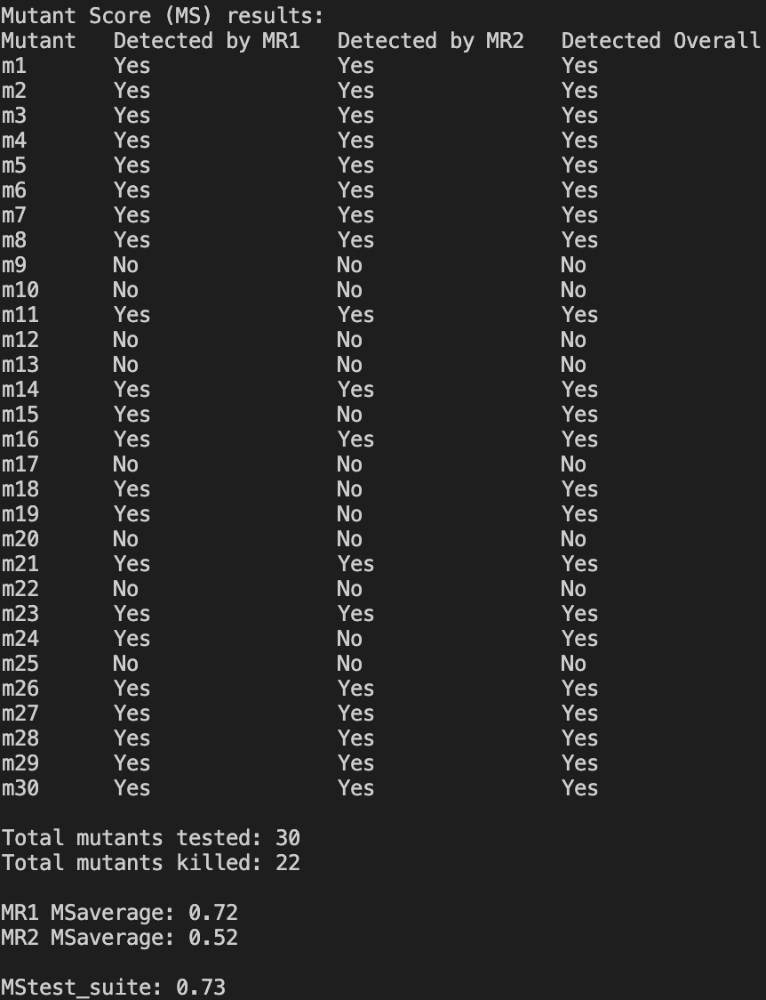 Mutant Score (MS) results:
Mutant Detected by MR1 Detected by MR2 Detected Overall
m1 Yes Yes Yes
m2 Yes Yes Yes
m3 Yes Yes Yes
m4 Yes Yes Yes
m5 Yes Yes Yes
m6 Yes Yes Yes
m7 Yes Yes Yes
m8 Yes Yes Yes
m9 No No No
m10 No No No
m11 Yes Yes Yes
m12 No No No
m13 No No No
m14 Yes Yes Yes
m15 Yes No Yes
m16 Yes Yes Yes
m17 No No No
m18 Yes No Yes
m19 Yes No Yes
m20 No No No
m21 Yes Yes Yes
m22 No No No
m23 Yes Yes Yes
m24 Yes No Yes
m25 No No No
m26 Yes Yes Yes
m27 Yes Yes Yes
m28 Yes Yes Yes
m29 Yes Yes Yes
m30 Yes Yes Yes
Total mutants tested: 30
Total mutants killed: 22
MR1 MSaverage: 0.72
MR2 MSaverage: 0.52
MStest_suite: 0.73